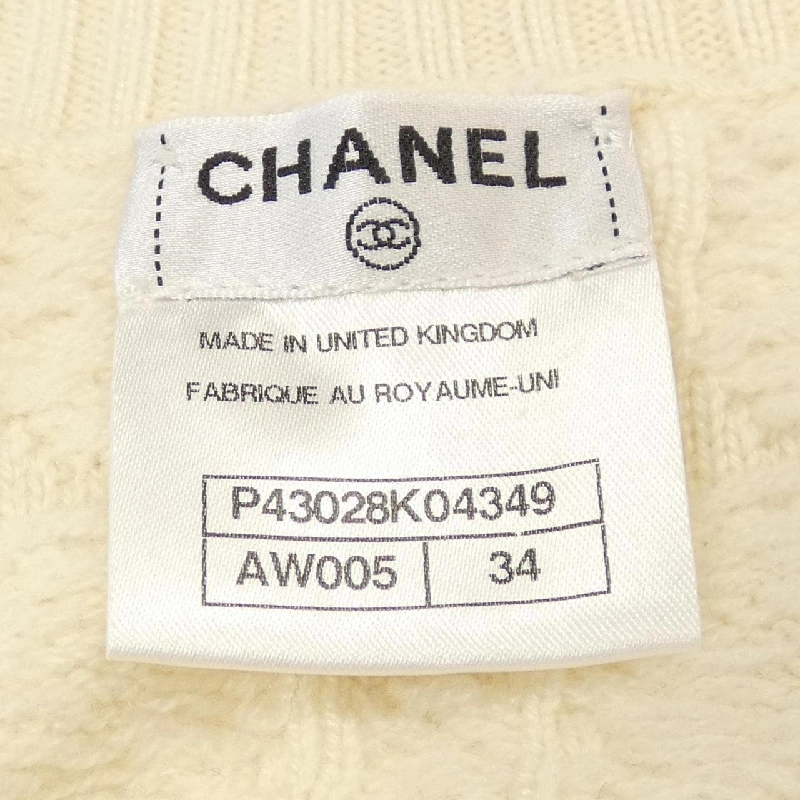 CHANEL
MADE IN UNITED KINGDOM
FABRIQUE AU ROYAUME-UNI
P43028K04349
AW005 34